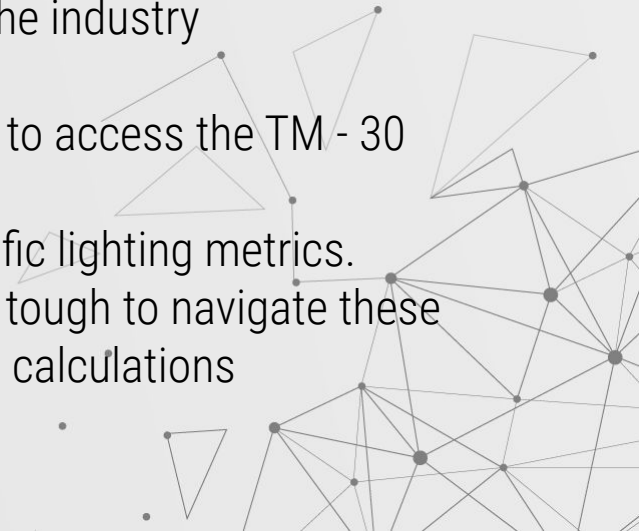 he industry
to access the TM - 30
fic lighting metrics.
tough to navigate these
calculations